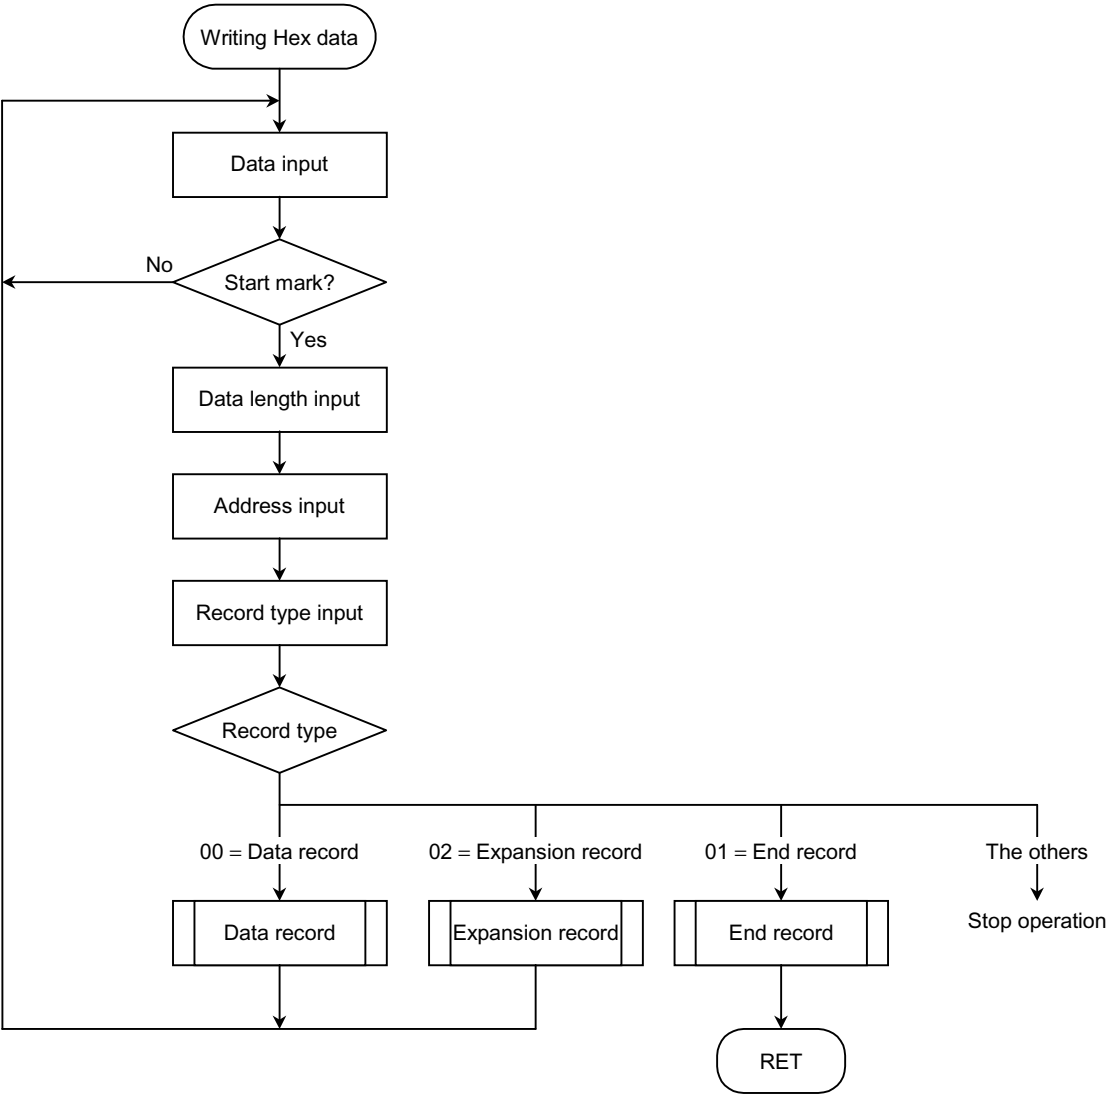 Writing Hex data
Data input
No
Start mark?
Yes
Data length input
Address input
Record type input
Record type
00 = Data record
02 = Expansion record
01 = End record
The others
Data record
Expansion record
End record
Stop operation
RET